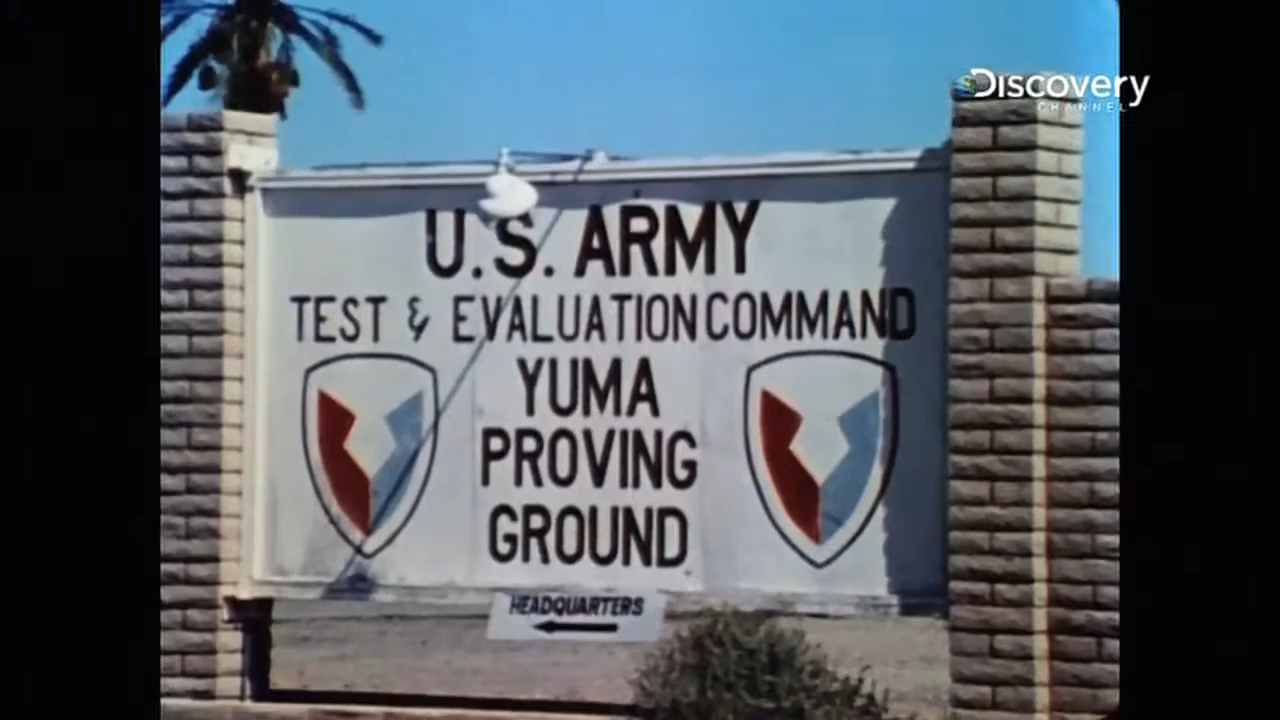 Discovery
CHANNEL
U.S. ARMY
TEST & EVALUATION COMMAND
YUMA
PROVING
GROUND
HEADQUARTERS